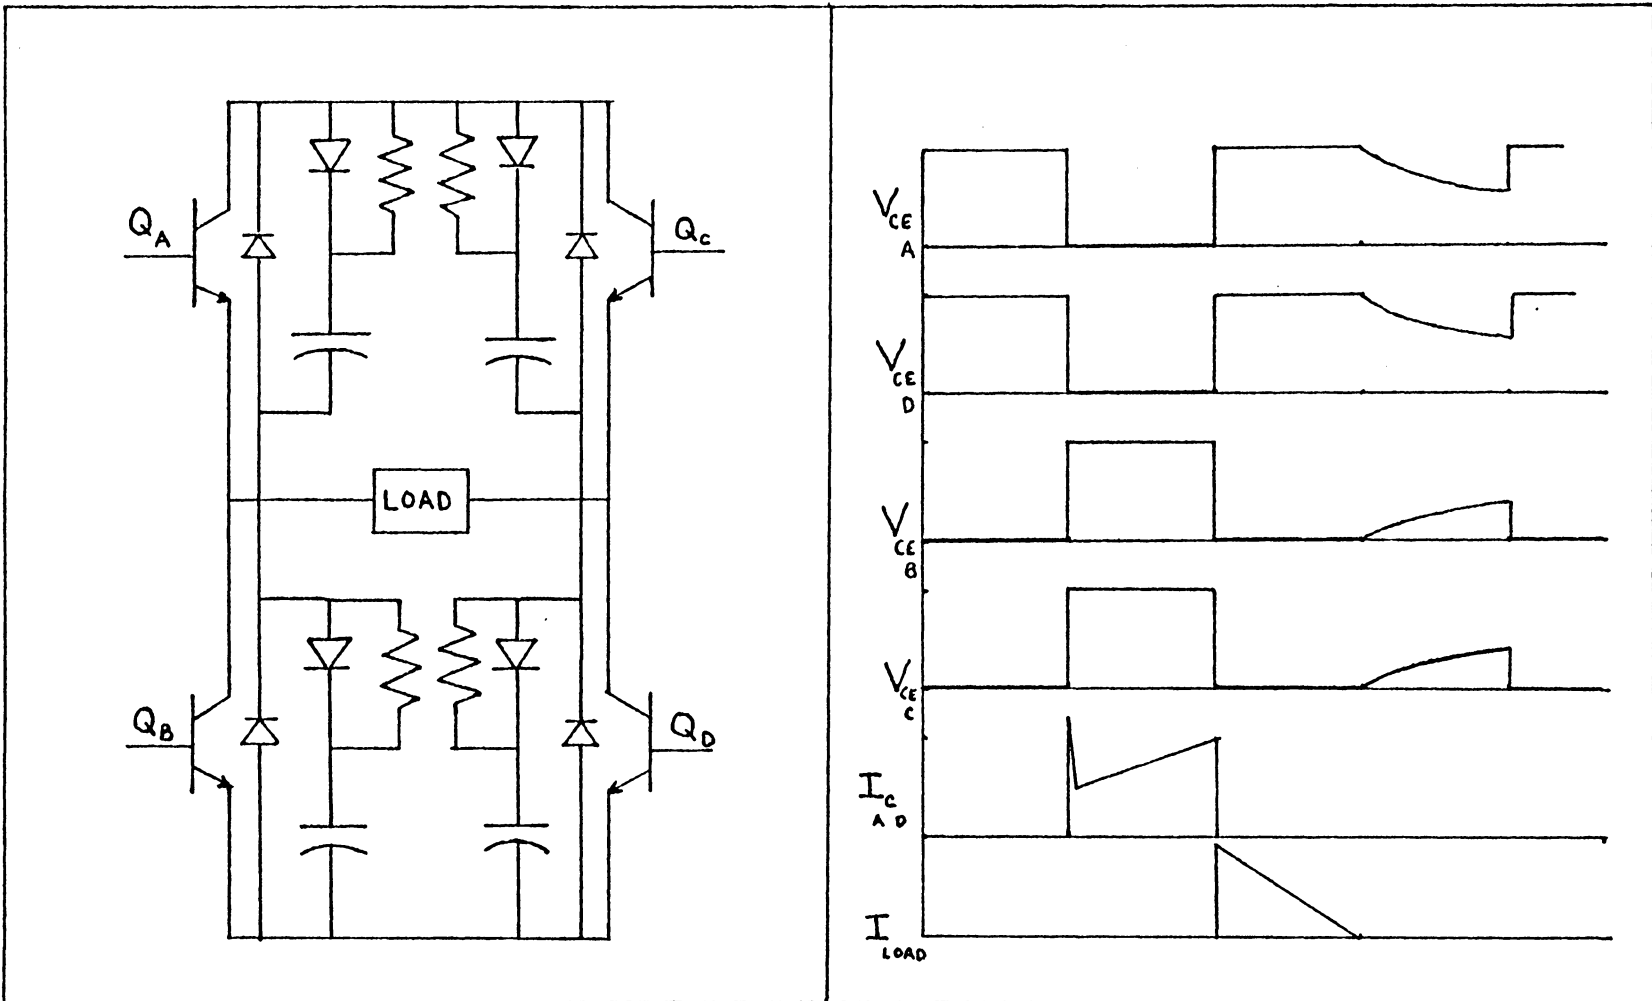 Q_A
Q_C
LOAD
Q_B
Q_D
V_CE A
V_CE D
V_CE B
V_CE C
I_C A D
I_LOAD